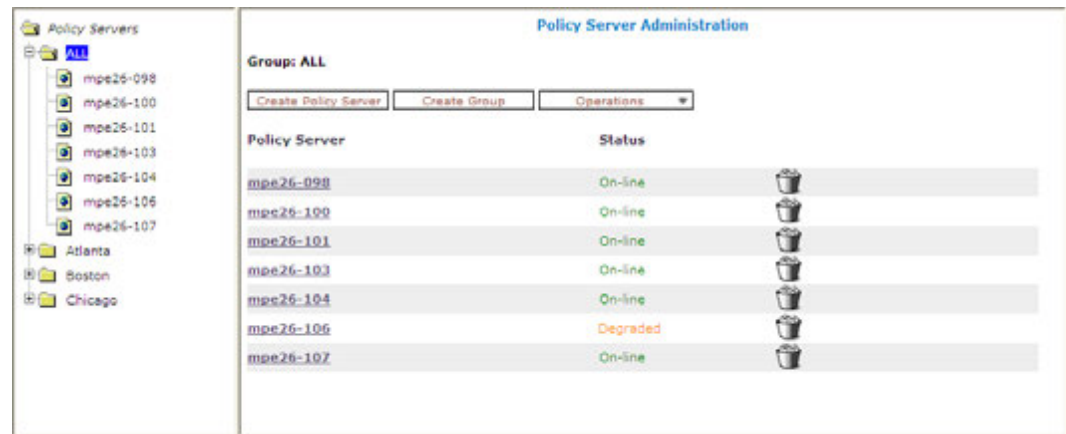 Policy Servers
ALL
mpe26-098
mpe26-100
mpe26-101
mpe26-103
mpe26-104
mpe26-106
mpe26-107
Atlanta
Boston
Chicago
Policy Server Administration
Group: ALL
Create Policy Server Create Group Operations
Policy Server Status
mpe26-098 On-line
mpe26-100 On-line
mpe26-101 On-line
mpe26-103 On-line
mpe26-104 On-line
mpe26-106 Degraded
mpe26-107 On-line